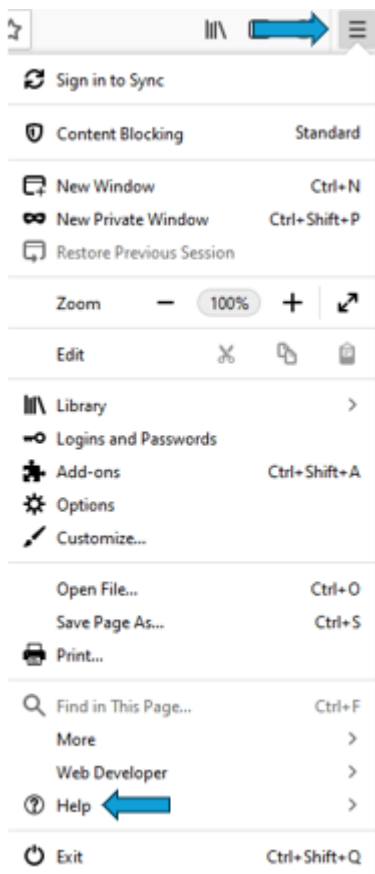 Sign in to Sync
Content Blocking Standard
New Window Ctrl+N
New Private Window Ctrl+Shift+P
Restore Previous Session
Zoom 100%
Edit
Library
Logins and Passwords
Add-ons Ctrl+Shift+A
Options
Customize...
Open File... Ctrl+O
Save Page As... Ctrl+S
Print...
Find in This Page... Ctrl+F
More
Web Developer
Help
Exit Ctrl+Shift+Q